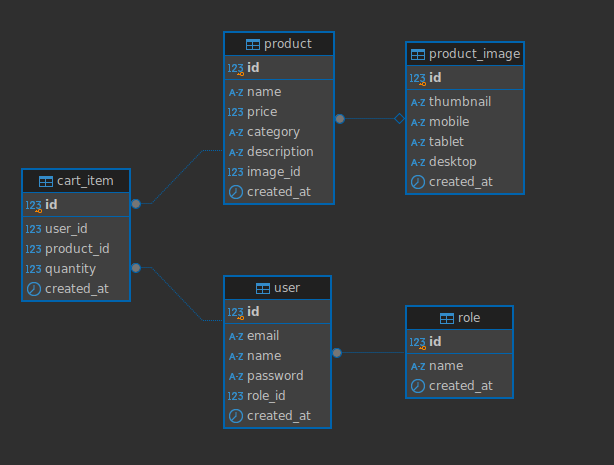 product
123 id
A-Z name
123 price
A-Z category
A-Z description
123 image_id
created_at
product_image
123 id
A-Z thumbnail
A-Z mobile
A-Z tablet
A-Z desktop
created_at
cart_item
123 id
123 user_id
123 product_id
123 quantity
created_at
user
123 id
A-Z email
A-Z name
A-Z password
123 role_id
created_at
role
123 id
A-Z name
created_at